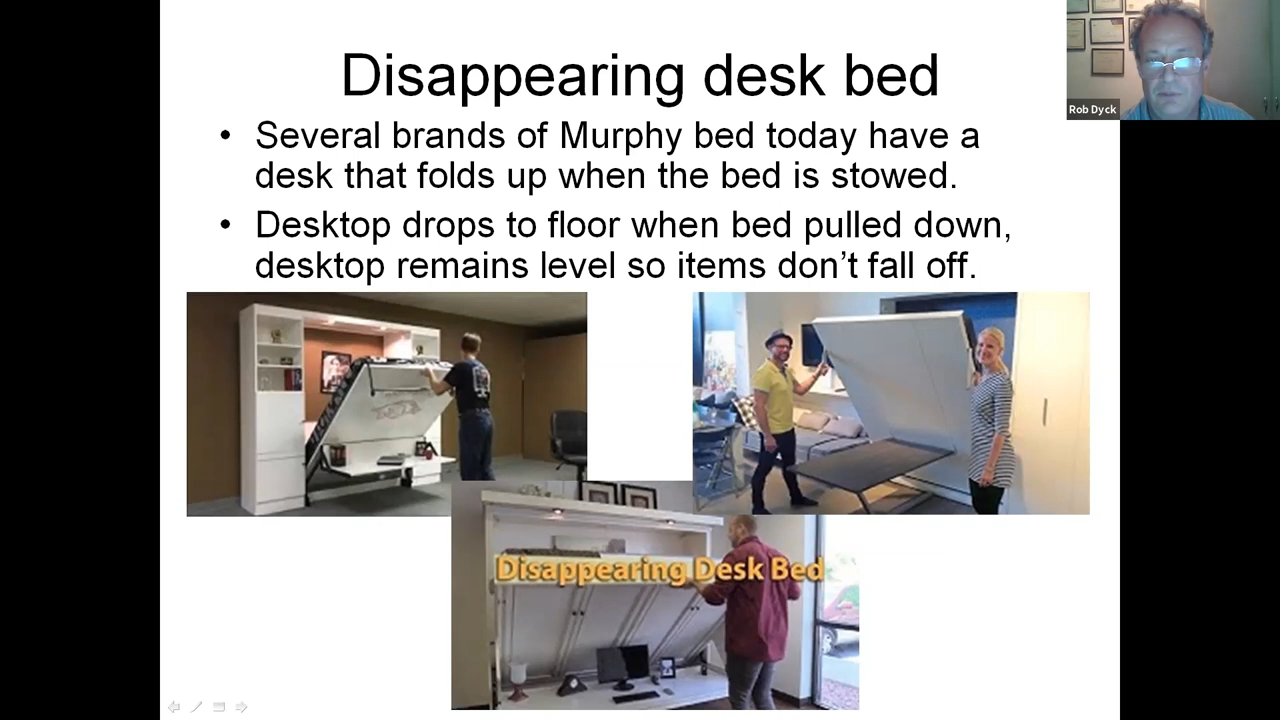 Disappearing desk bed
Rob Dyck
• Several brands of Murphy bed today have a
desk that folds up when the bed is stowed.
• Desktop drops to floor when bed pulled down,
desktop remains level so items don’t fall off.
Disappearing Desk Bed